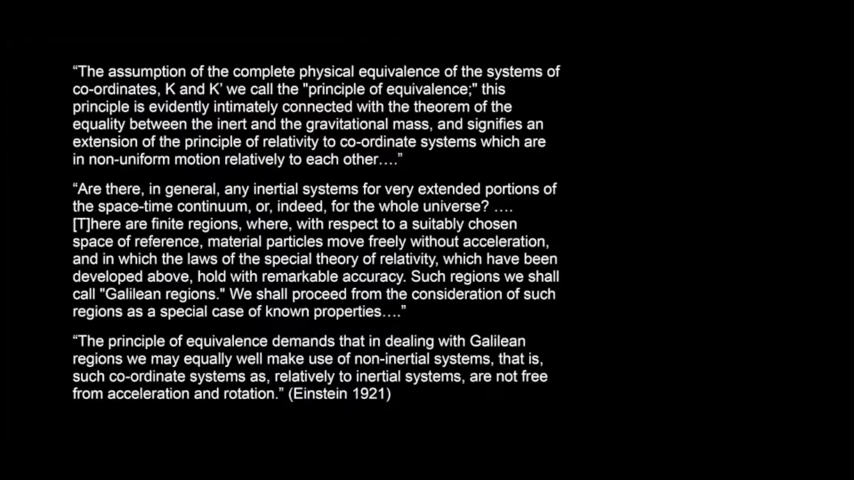 “The assumption of the complete physical equivalence of the systems of
co-ordinates, K and K’ we call the "principle of equivalence;" this
principle is evidently intimately connected with the theorem of the
equality between the inert and the gravitational mass, and signifies an
extension of the principle of relativity to co-ordinate systems which are
in non-uniform motion relatively to each other….”
“Are there, in general, any inertial systems for very extended portions of
the space-time continuum, or, indeed, for the whole universe? ….
[T]here are finite regions, where, with respect to a suitably chosen
space of reference, material particles move freely without acceleration,
and in which the laws of the special theory of relativity, which have been
developed above, hold with remarkable accuracy. Such regions we shall
call "Galilean regions." We shall proceed from the consideration of such
regions as a special case of known properties….”
“The principle of equivalence demands that in dealing with Galilean
regions we may equally well make use of non-inertial systems, that is,
such co-ordinate systems as, relatively to inertial systems, are not free
from acceleration and rotation.” (Einstein 1921)